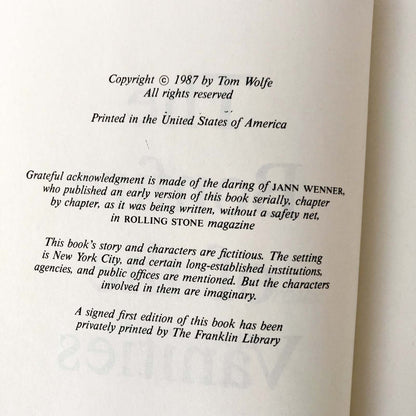 Copyright © 1987 by Tom Wolfe
All rights reserved
Printed in the United States of America
Grateful acknowledgment is made of the daring of JANN WENNER,
who published an early version of this book serially, chapter
by chapter, as it was being written, without a safety net,
in ROLLING STONE magazine
This book's story and characters are fictitious. The setting
is New York City, and certain long-established institutions,
agencies, and public offices are mentioned. But the characters
involved in them are imaginary.
A signed first edition of this book has been
privately printed by The Franklin Library
Vanities